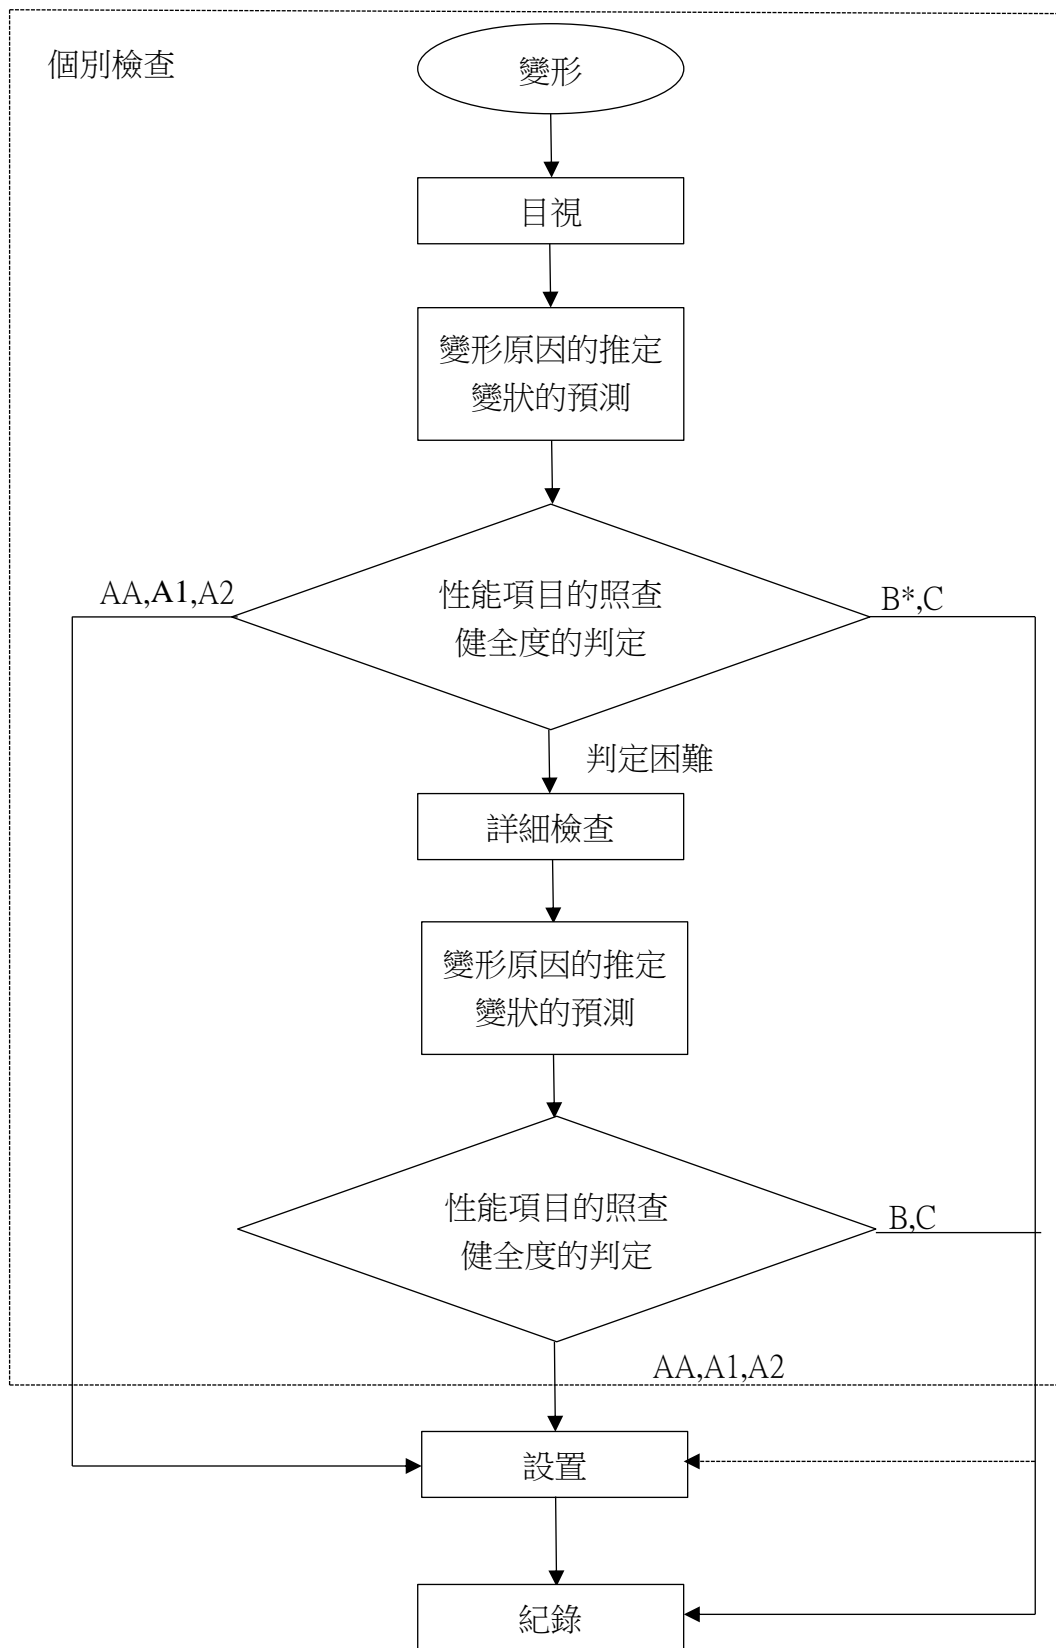 個別檢查
變形
目視
變形原因的推定
變狀的預測
AA,A1,A2
性能項目的照查
健全度的判定
B*,C
判定困難
詳細檢查
變形原因的推定
變狀的預測
性能項目的照查
健全度的判定
B,C
AA,A1,A2
設置
紀錄